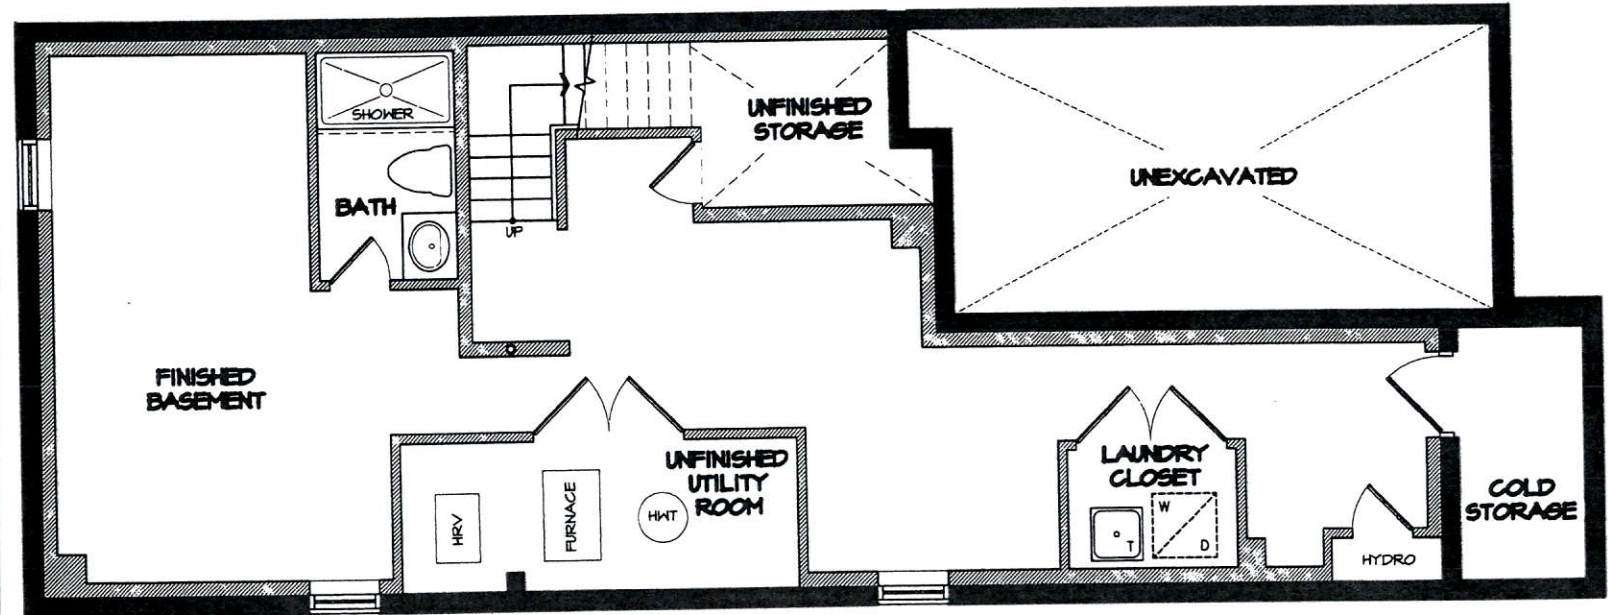 SHOWER
UNFINISHED
STORAGE
UNEXCAVATED
BATH
UP
FINISHED
BASEMENT
UNFINISHED
UTILITY
ROOM
HRV
FURNACE
HWT
LAUNDRY
CLOSET
W
T
D
COLD
STORAGE
HYDRO